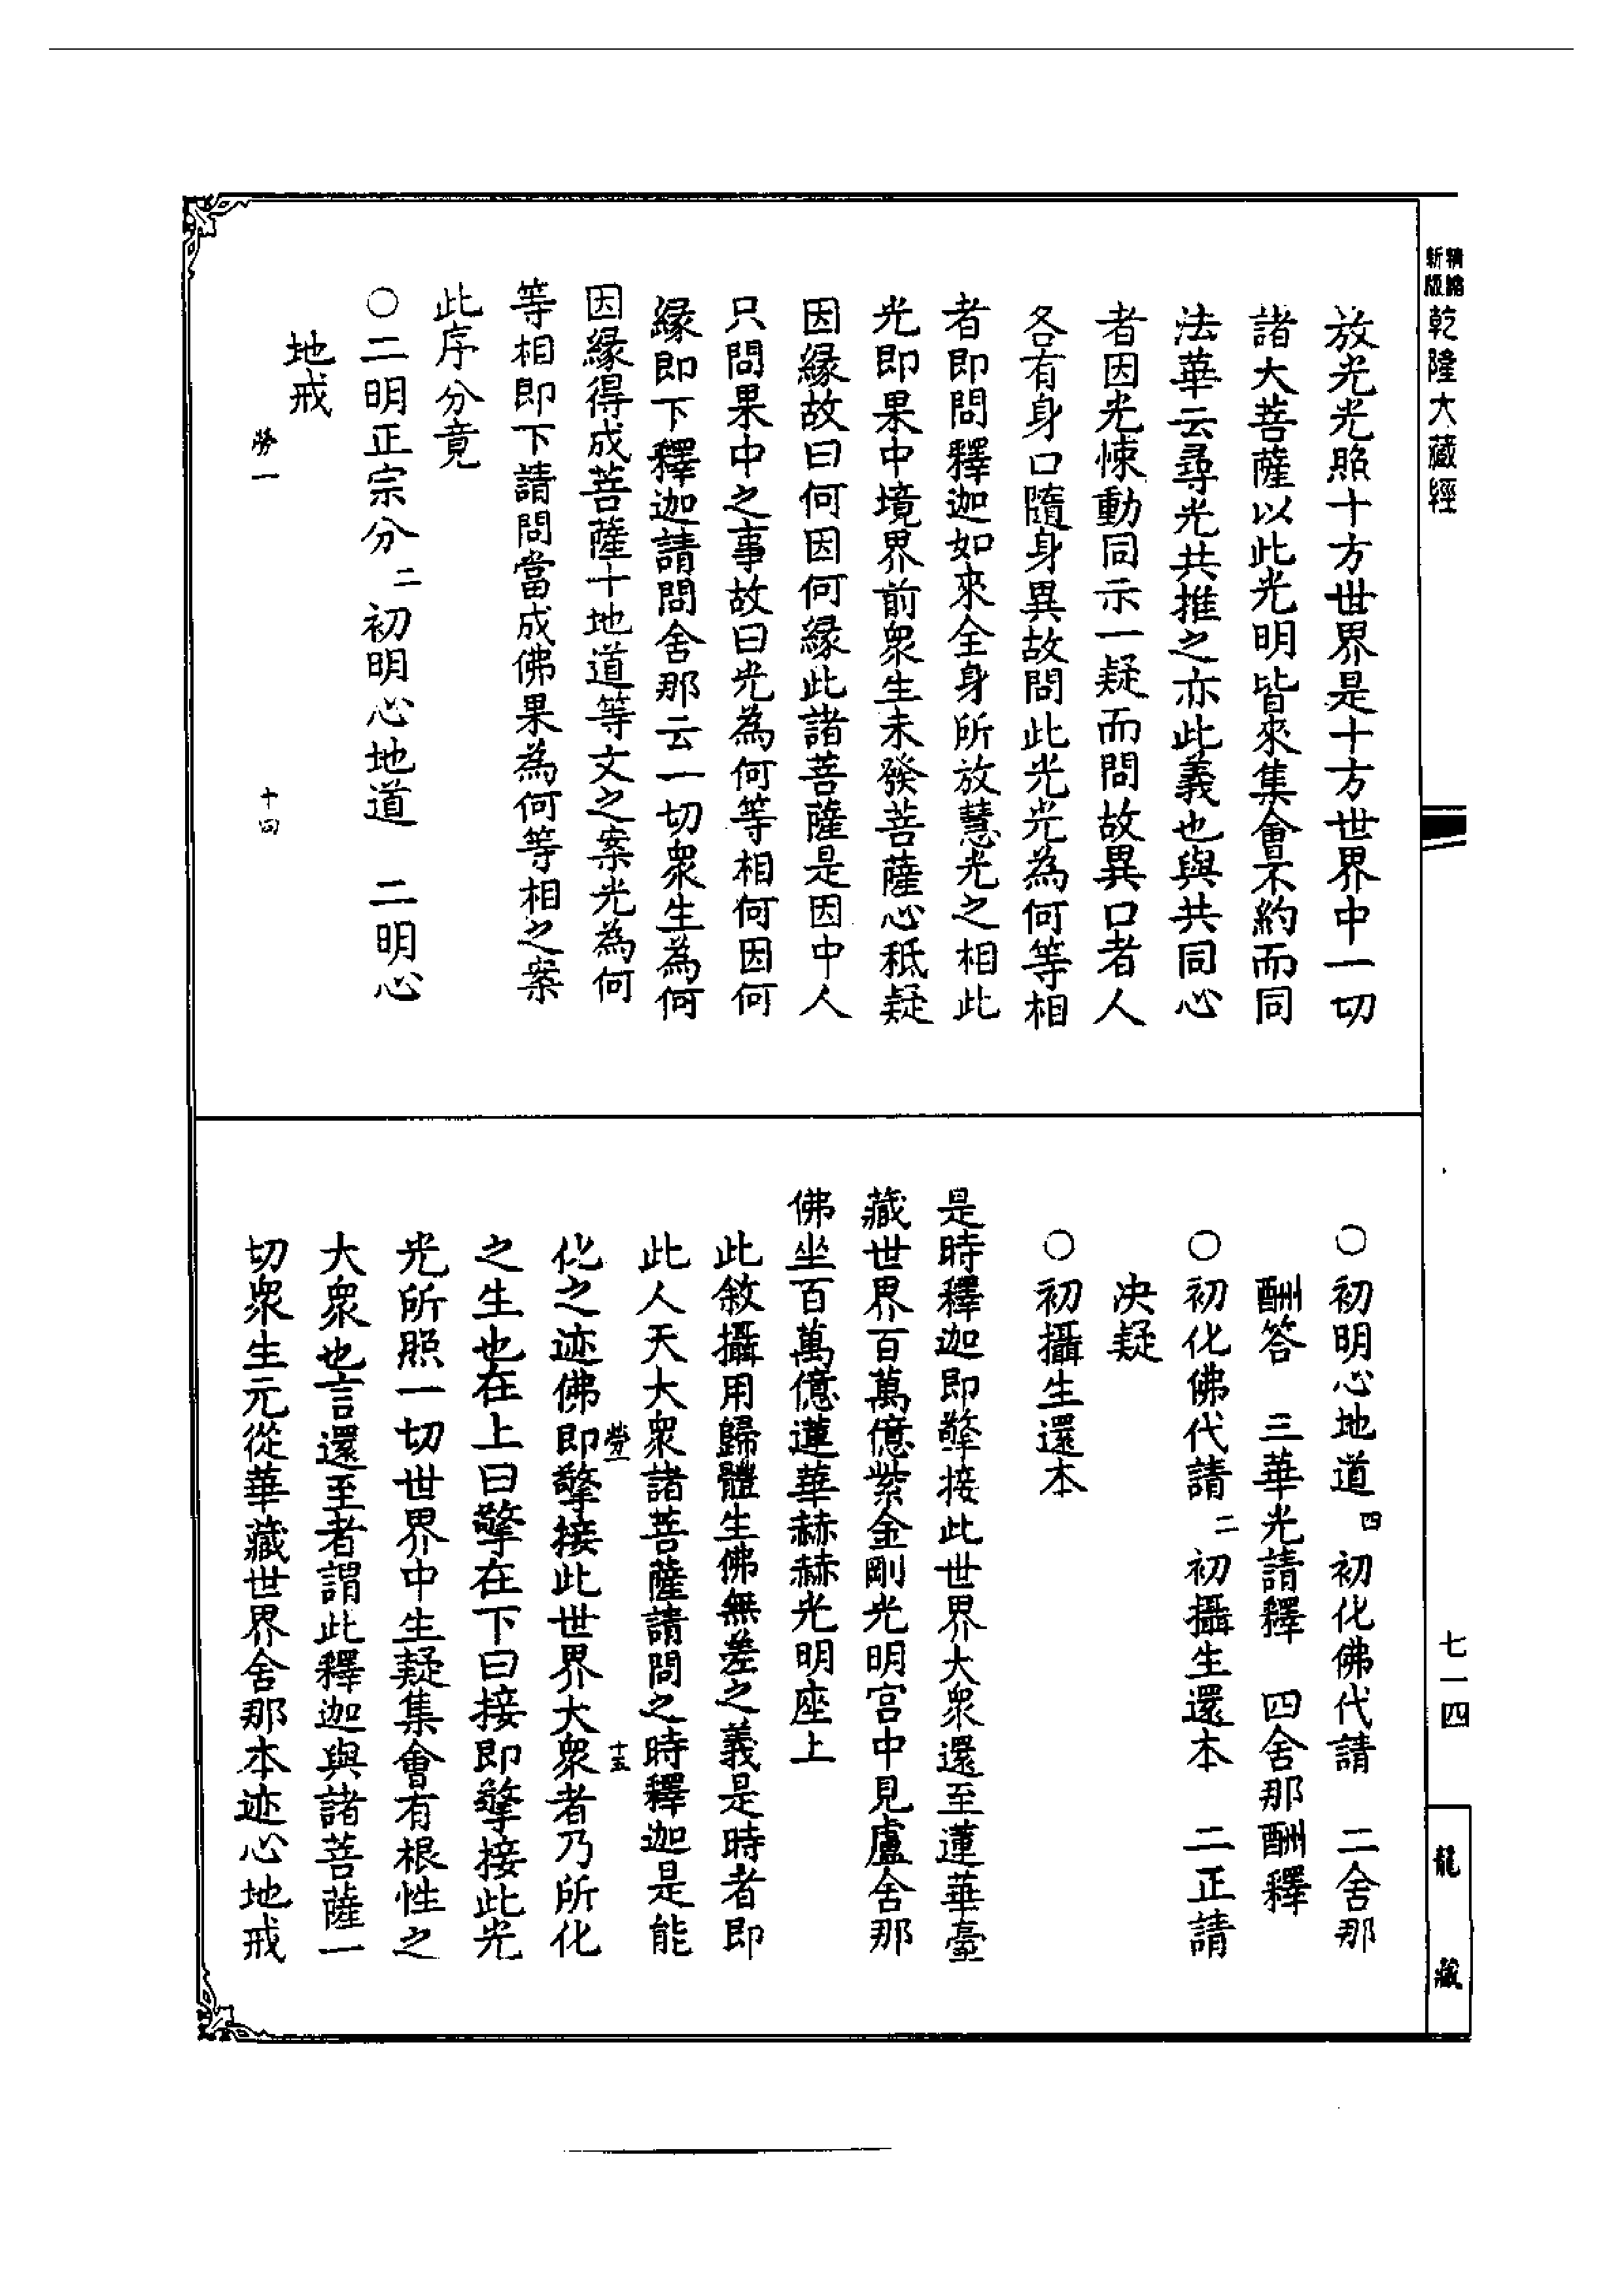 精縮
新版
乾隆大藏經
放光光照十方世界是十方世界中一切
諸大菩薩以此光明皆來集會不約而同
法華云尋光共推之亦此義也與共同心
者因光悚動同示一疑而問故異口者人
各有身口隨身異故問此光光為何等相
者即問釋迦如來全身所放慧光之相此
光即果中境界前衆生未發菩薩心秖疑
因緣故曰何因何緣此諸菩薩是因中人
只問果中之事故曰光為何等相何因何
緣即下釋迦請問舍那云一切衆生為何
因緣得成菩薩十地道等文之案光為何
等相即下請問當成佛果為何等相之案
此序分竟
○二明正宗分二初明心地道 二明心
地戒
勞一 十四
○初明心地道四初化佛代請 二舍那
酬答 三華光請釋 四舍那酬釋
○初化佛代請二初攝生還本 二正請
決疑
○初攝生還本
是時釋迦即擎接此世界大衆還至蓮華臺
藏世界百萬億紫金剛光明宮中見盧舍那
佛坐百萬億蓮華赫赫光明座上
此敘攝用歸體生佛無差之義是時者即
此人天大衆諸菩薩請問之時釋迦是能
勞一 十五
化之迹佛即擎接此世界大衆者乃所化
之生也在上曰擎在下曰接即擎接此光
光所照一切世界中生疑集會有根性之
大衆也言還至者謂此釋迦與諸菩薩一
切衆生元從華藏世界舍那本迹心地戒
七一四
龍藏